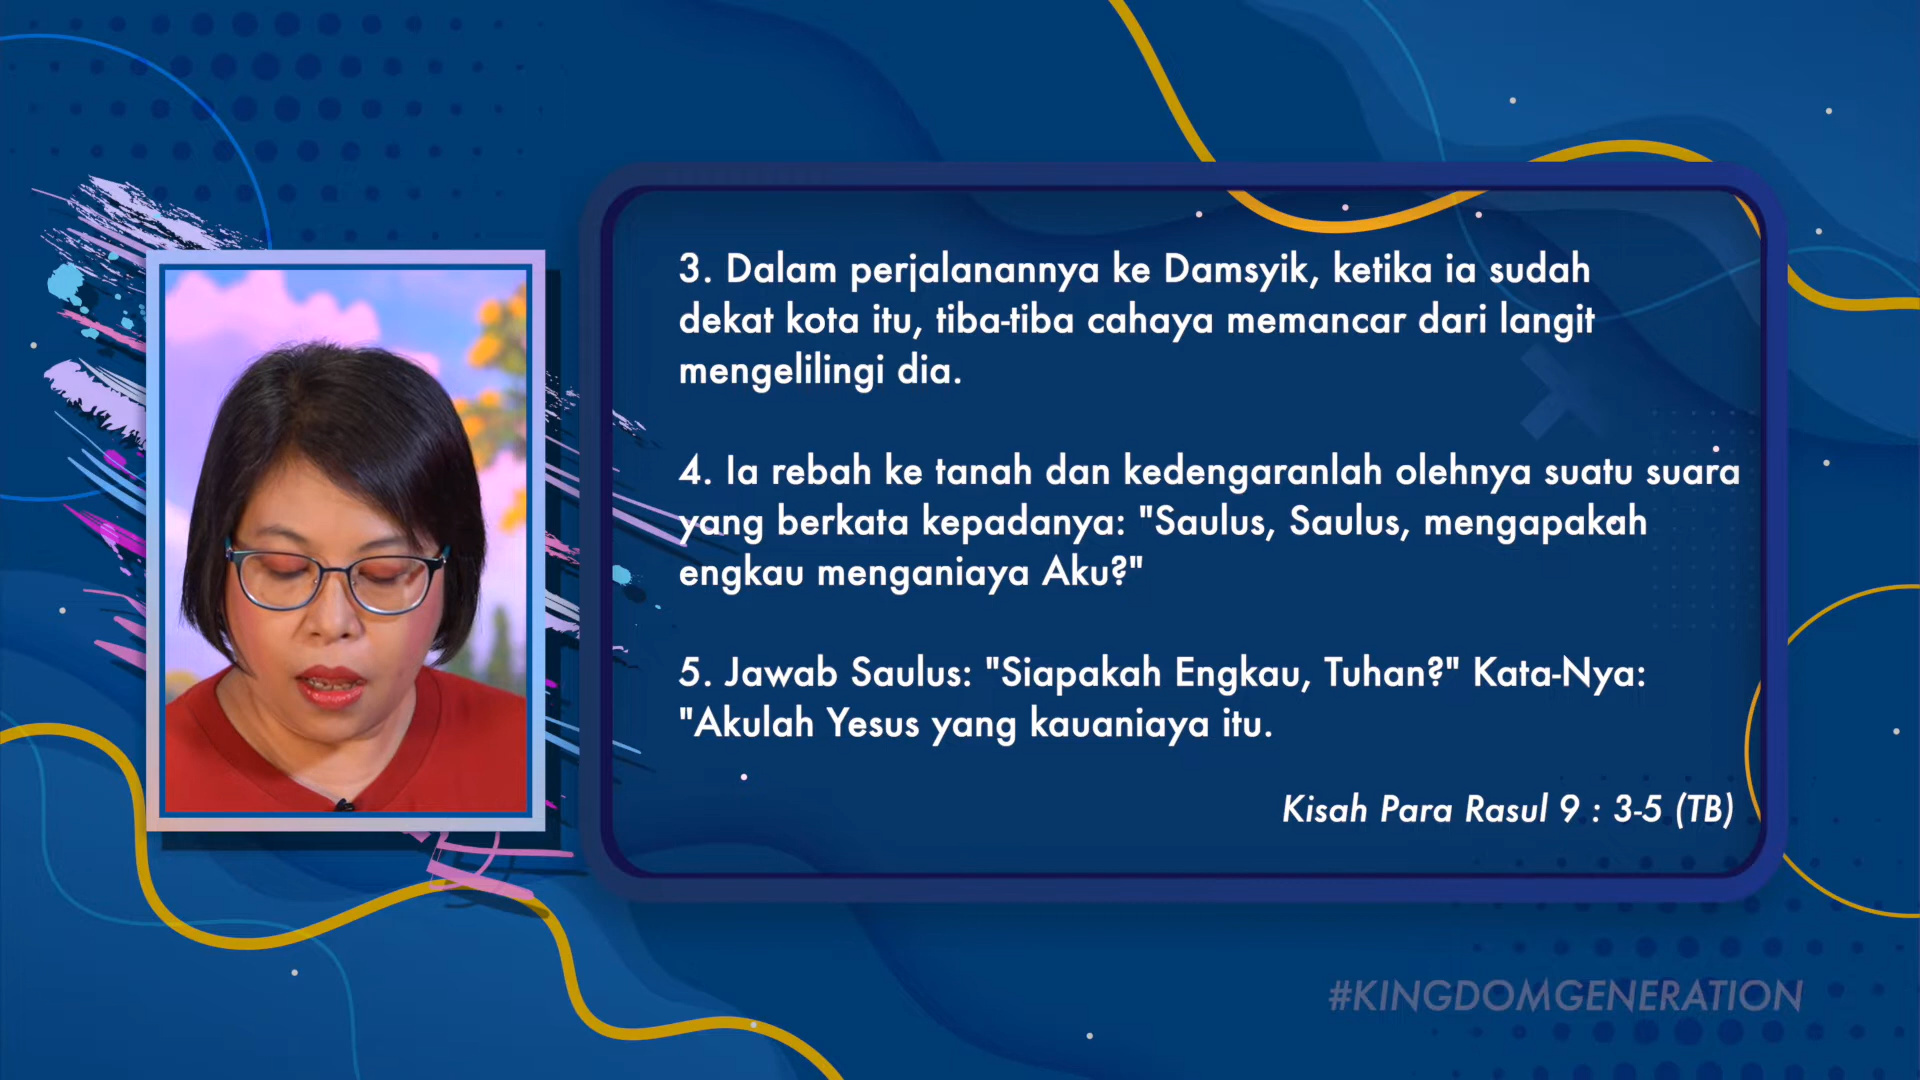 3. Dalam perjalanannya ke Damsyik, ketika ia sudah
dekat kota itu, tiba-tiba cahaya memancar dari langit
mengelilingi dia.
4. Ia rebah ke tanah dan kedengaranlah olehnya suatu suara
yang berkata kepadanya: "Saulus, Saulus, mengapakah
engkau menganiaya Aku?"
5. Jawab Saulus: "Siapakah Engkau, Tuhan?" Kata-Nya:
"Akulah Yesus yang kauaniaya itu.
Kisah Para Rasul 9 : 3-5 (TB)
#KINGDOMGENERATION